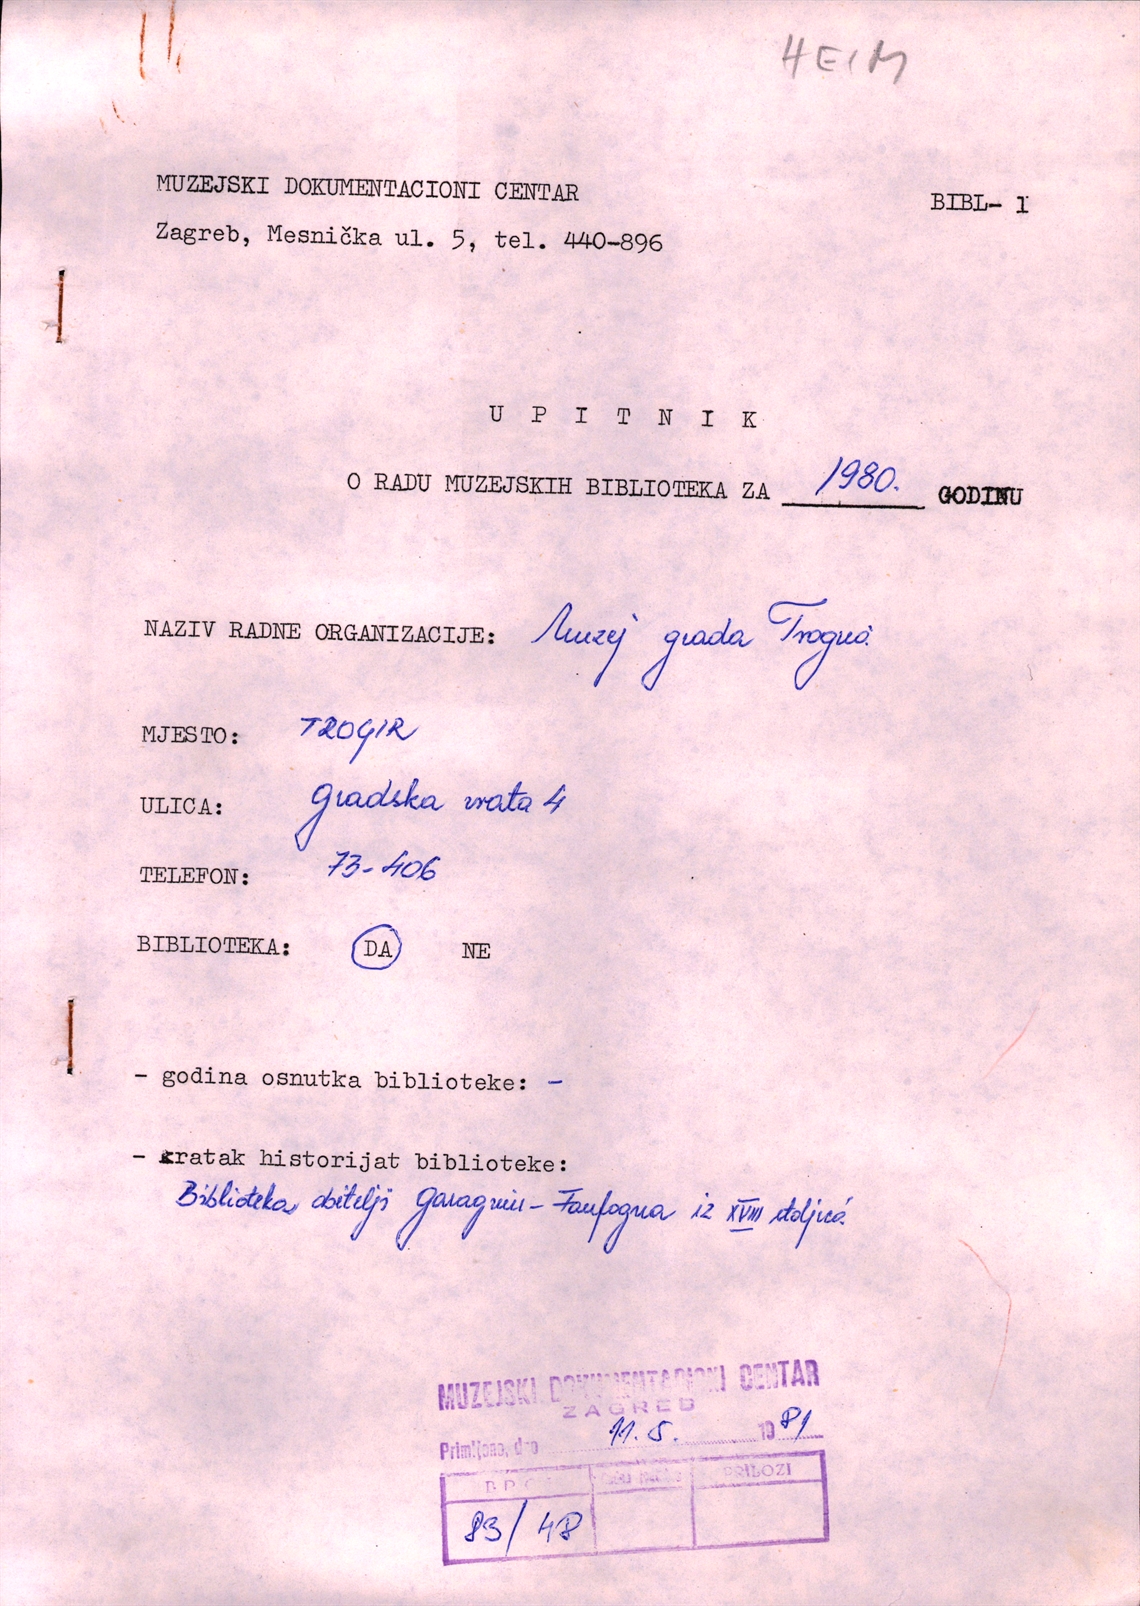 HEIM
MUZEJSKI DOKUMENTACIONI CENTAR
BIBL- 1
Zagreb, Mesnička ul. 5, tel. 440-896
U P I T N I K
O RADU MUZEJSKIH BIBLIOTEKA ZA 1980. GODINU
NAZIV RADNE ORGANIZACIJE: Muzej grada Trogira
MJESTO: TROGIR
ULICA: Gradska vrata 4
TELEFON: 73-406
BIBLIOTEKA: DA NE
- godina osnutka biblioteke: -
- kratak historijat biblioteke:
Biblioteka obitelji Garagnin - Fanfogna iz XVIII stoljeća
MUZEJSKI DOKUMENTACIONI CENTAR
ZAGREB
Primljeno, dne 11. 5. 1981
PRILOZI
83/48